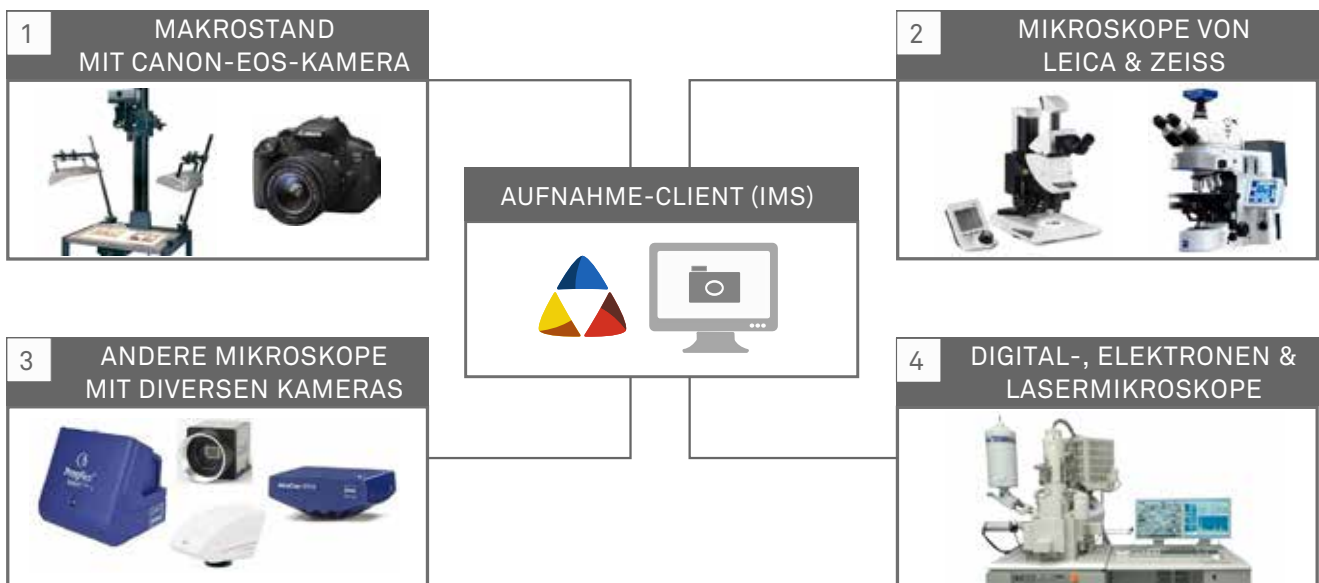 1
MAKROSTAND
MIT CANON-EOS-KAMERA
2
MIKROSKOPE VON
LEICA & ZEISS
AUFNAHME-CLIENT (IMS)
3
ANDERE MIKROSKOPE
MIT DIVERSEN KAMERAS
4
DIGITAL-, ELEKTRONEN &
LASERMIKROSKOPE